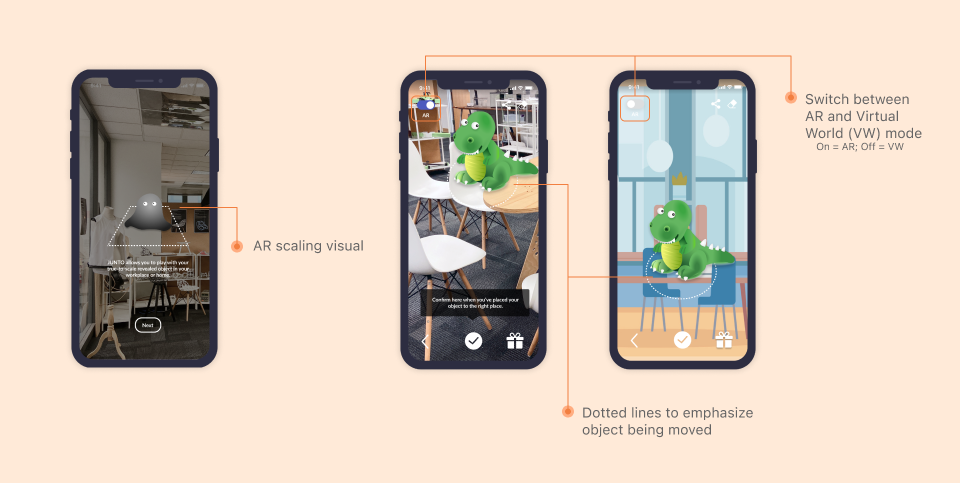 JUNTO allows you to play with your
true-to-scale revealed object in your
workplace or home.
Next
AR scaling visual
9:41
AR
Confirm here when you've placed your
object to the right place.
Switch between
AR and Virtual
World (VW) mode
On = AR; Off = VW
Dotted lines to emphasize
object being moved